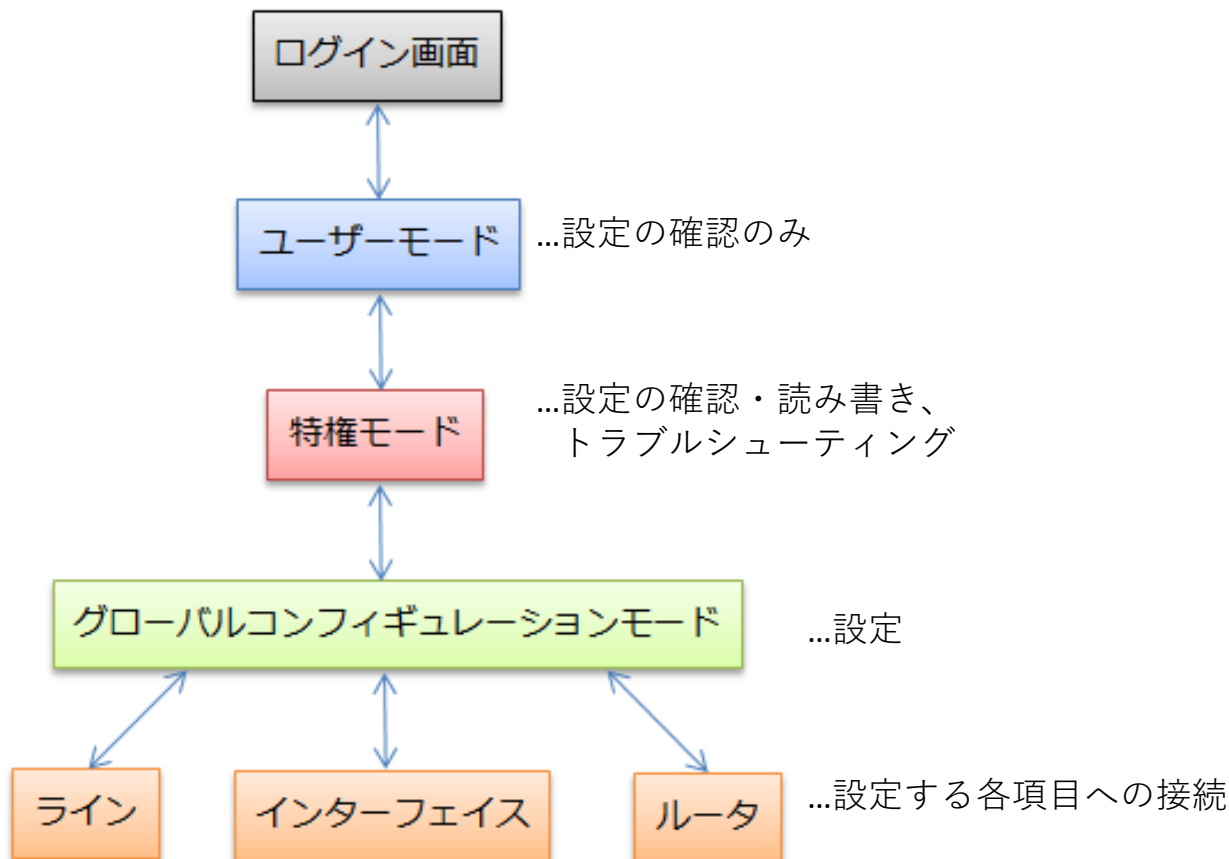 ログイン画面
ユーザーモード
...設定の確認のみ
特権モード
...設定の確認・読み書き、
トラブルシューティング
グローバルコンフィギュレーションモード
...設定
ライン
インターフェイス
ルータ
...設定する各項目への接続